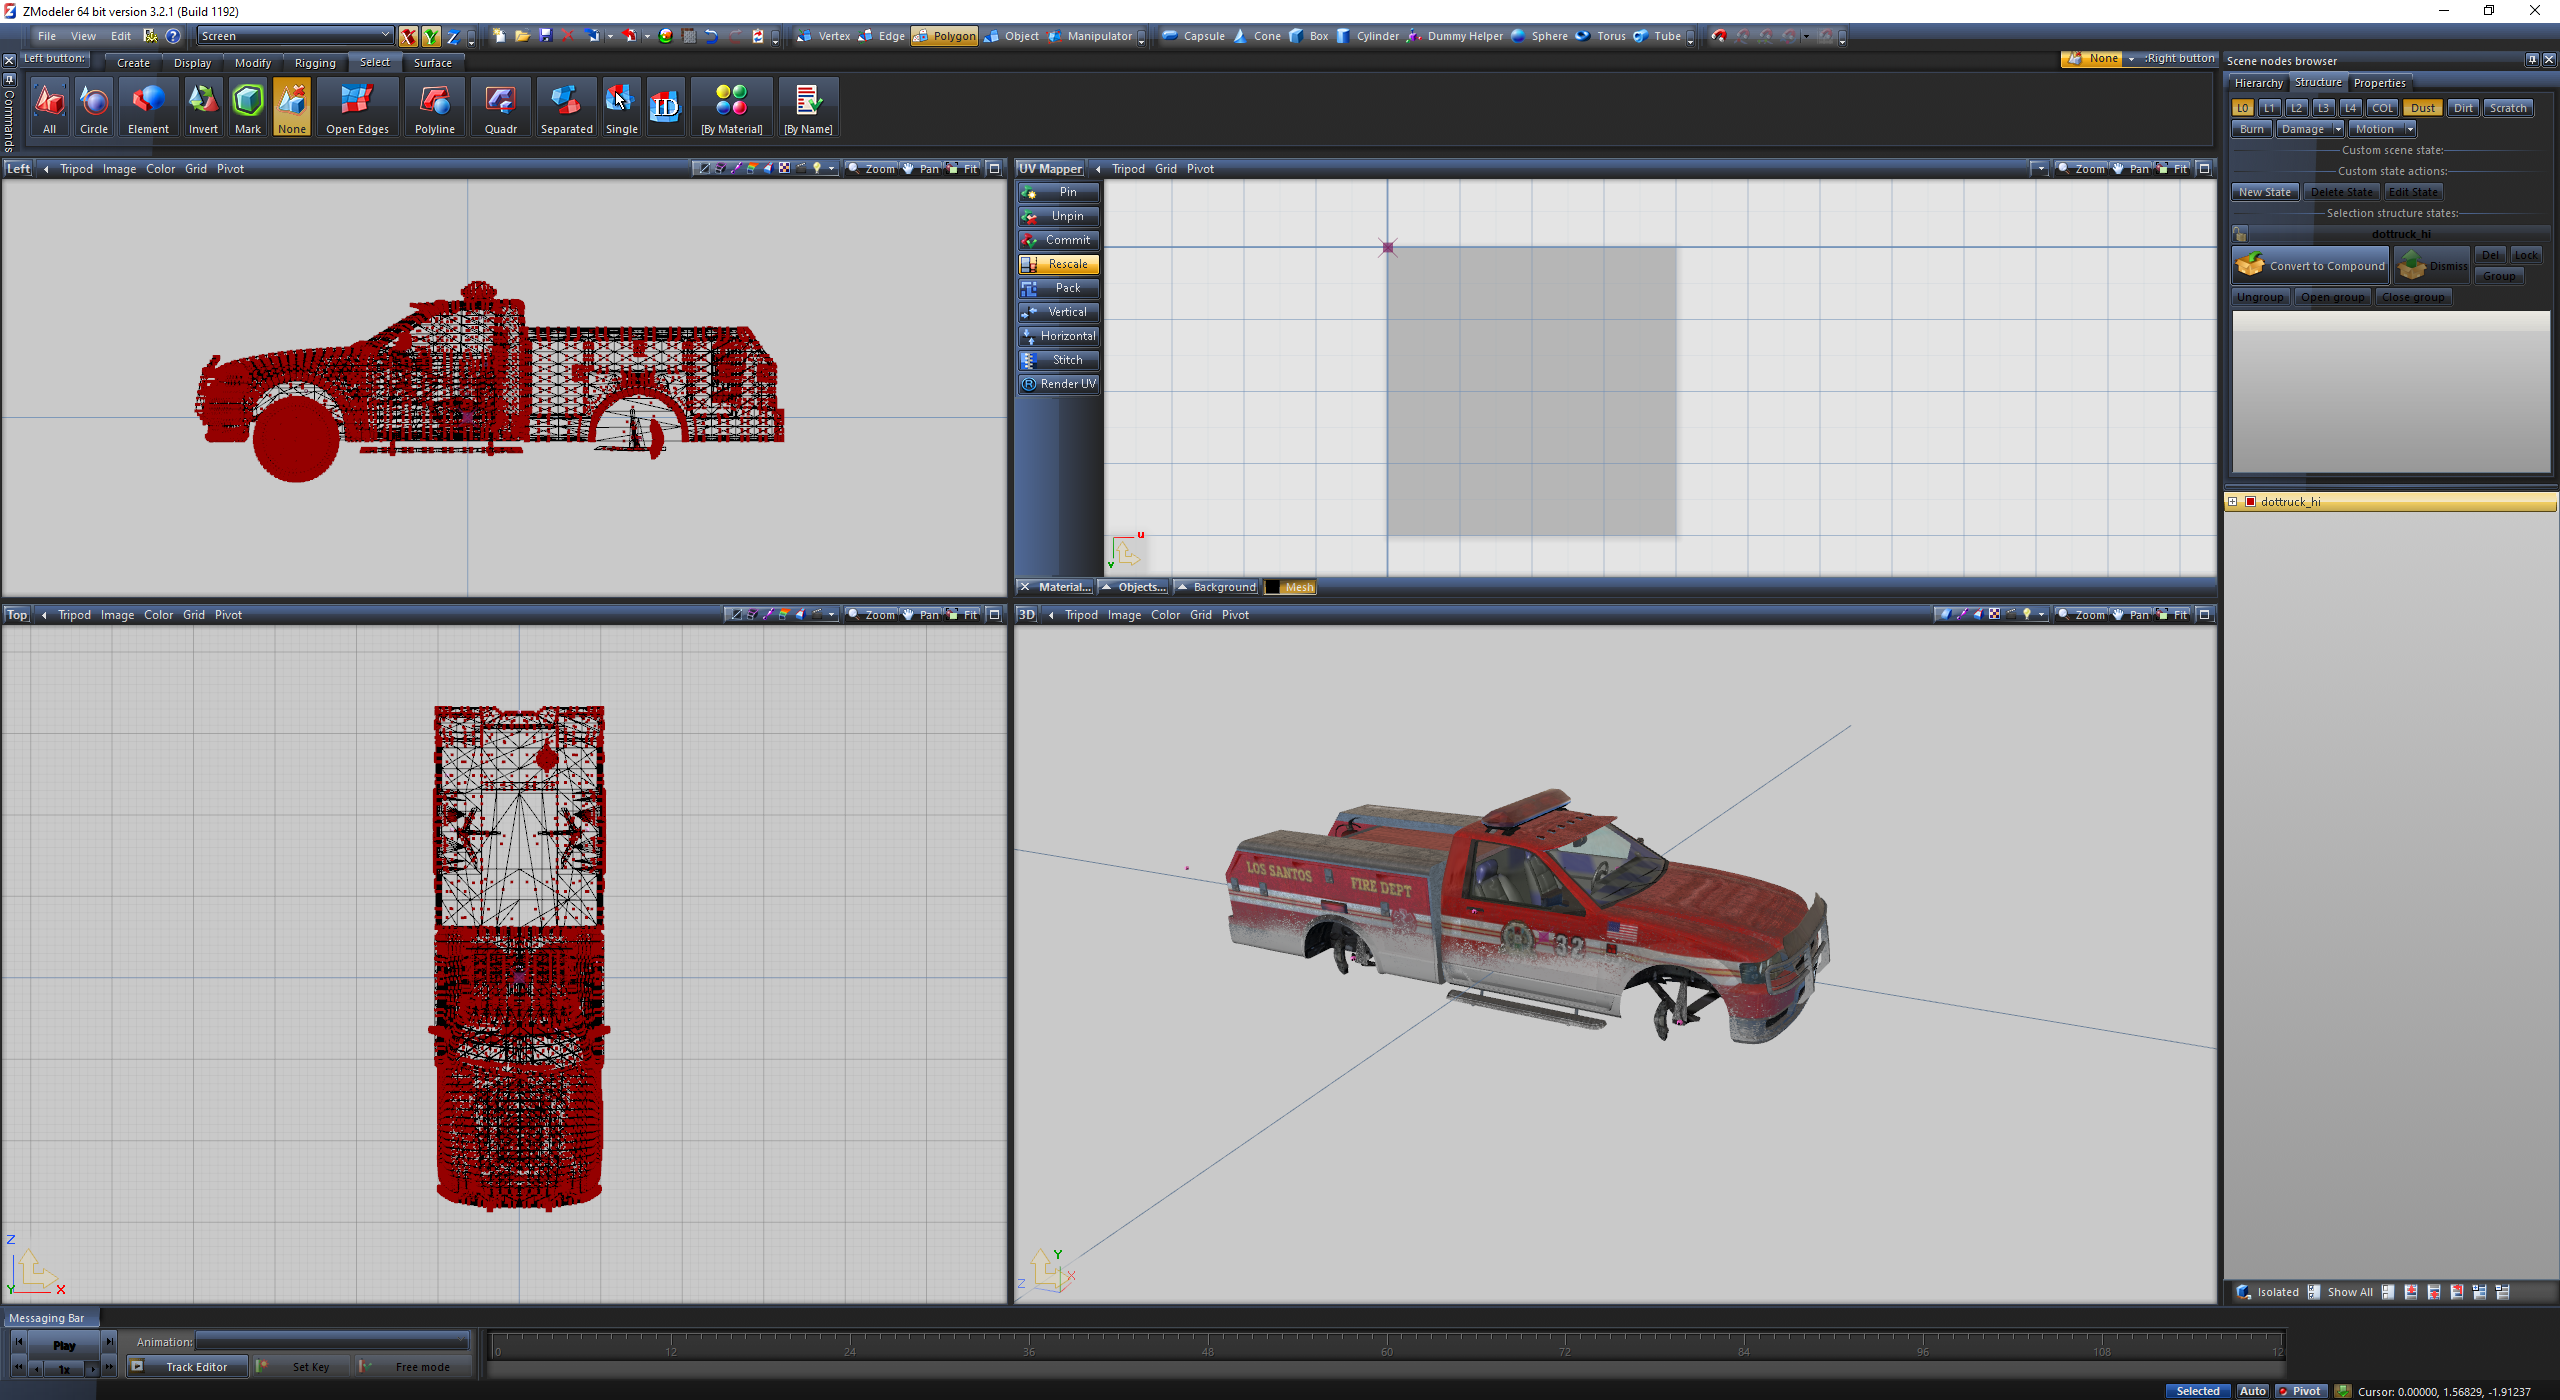 ZModeler 64 bit version 3.2.1 (Build 1192)
File View Edit Screen X Y Z Vertex Edge Polygon Object Manipulator Capsule Cone Box Cylinder Dummy Helper Sphere Torus Tube
Left button: Create Display Modify Rigging Select Surface None :Right button
Commands
All Circle Element Invert Mark None Open Edges Polyline Quadr Separated Single ID [By Material] [By Name]
Left Tripod Image Color Grid Pivot Zoom Pan Fit
UV Mapper Tripod Grid Pivot Zoom Pan Fit
Pin
Unpin
Commit
Rescale
Pack
Vertical
Horizontal
Stitch
Render UV
u
v
Material... Objects... Background Mesh
Top Tripod Image Color Grid Pivot Zoom Pan Fit
Z
Y X
3D Tripod Image Color Grid Pivot Zoom Pan Fit
LOS SANTOS FIRE DEPT
32
Y
Z X
Scene nodes browser
Hierarchy Structure Properties
L0 L1 L2 L3 L4 COL Dust Dirt Scratch
Burn Damage Motion
Custom scene state:
Custom state actions:
New State Delete State Edit State
Selection structure states:
dottruck_hi
Convert to Compound Dismiss Del Lock
Group
Ungroup Open group Close group
dottruck_hi
Isolated Show All
Messaging Bar
Play Animation:
1x Track Editor Set Key Free mode
0 12 24 36 48 60 72 84 96 108 12
Selected Auto Pivot Cursor: 0.00000, 1.56829, -1.91237